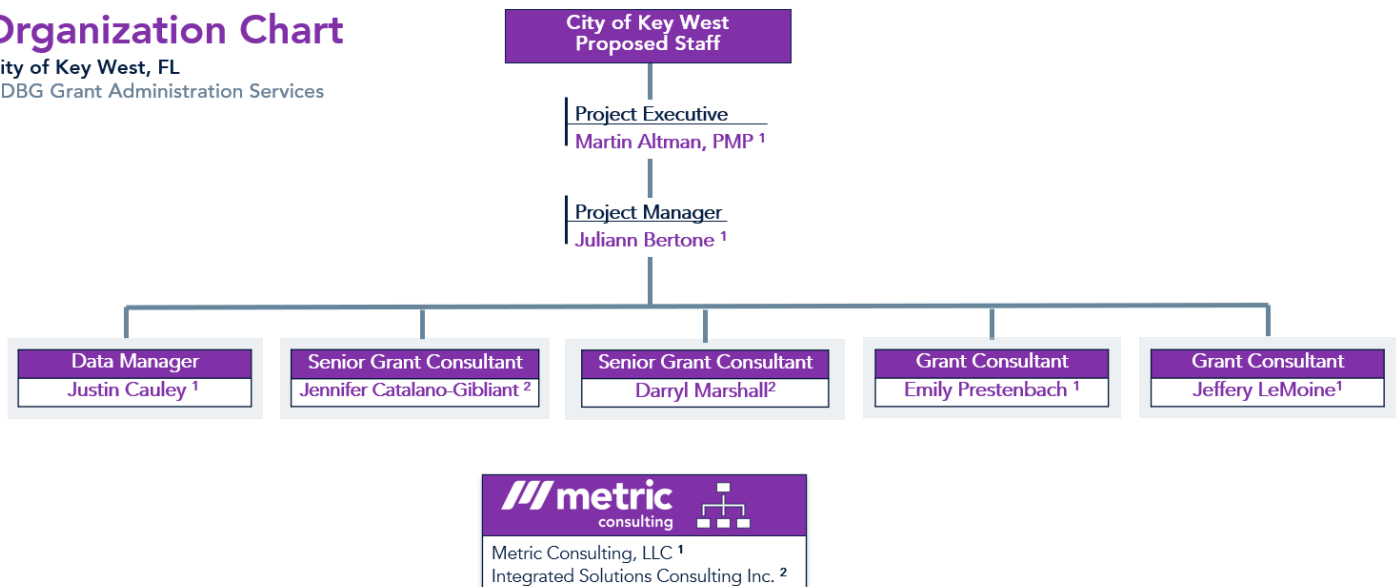 Organization Chart
ity of Key West, FL
DBG Grant Administration Services
City of Key West
Proposed Staff
Project Executive
Martin Altman, PMP ¹
Project Manager
Juliann Bertone ¹
Data Manager
Justin Cauley ¹
Senior Grant Consultant
Jennifer Catalano-Gibliant ²
Senior Grant Consultant
Darryl Marshall²
Grant Consultant
Emily Prestenbach ¹
Grant Consultant
Jeffery LeMoine¹
metric
consulting
Metric Consulting, LLC ¹
Integrated Solutions Consulting Inc. ²